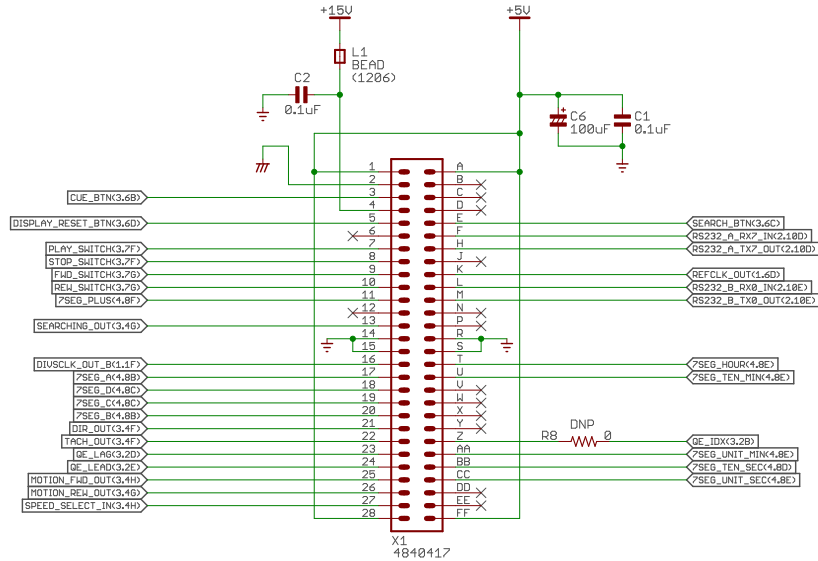 +15V
+5V
L1
BEAD
(1206)
C2
0.1uF
C6
100uF
C1
0.1uF
1
A
2
B
CUE_BTN(3.6B)
3
C
4
D
DISPLAY_RESET_BTN(3.6D)
5
E
SEARCH_BTN(3.6C)
6
F
RS232_A_RX7_IN(2.10D)
PLAY_SWITCH(3.7F)
7
H
RS232_A_TX7_OUT(2.10D)
STOP_SWITCH(3.7F)
8
J
FWD_SWITCH(3.7G)
9
K
REFCLK_OUT(1.6D)
REW_SWITCH(3.7G)
10
L
RS232_B_RX0_IN(2.10E)
7SEG_PLUS(4.8F)
11
M
RS232_B_TX0_OUT(2.10E)
12
N
SEARCHING_OUT(3.4G)
13
P
14
R
15
S
DIVSCLK_OUT_B(1.1F)
16
T
7SEG_HOUR(4.8E)
7SEG_A(4.8B)
17
U
7SEG_TEN_MIN(4.8E)
7SEG_D(4.8C)
18
V
7SEG_C(4.8C)
19
W
7SEG_B(4.8B)
20
X
DIR_OUT(3.4F)
21
Y
DNP
TACH_OUT(3.4F)
22
Z
R8
0
QE_IDX(3.2B)
QE_LAG(3.2D)
23
AA
7SEG_UNIT_MIN(4.8E)
QE_LEAD(3.2E)
24
BB
7SEG_TEN_SEC(4.8D)
MOTION_FWD_OUT(3.4H)
25
CC
7SEG_UNIT_SEC(4.8E)
MOTION_REW_OUT(3.4G)
26
DD
SPEED_SELECT_IN(3.4H)
27
EE
28
FF
X1
4840417